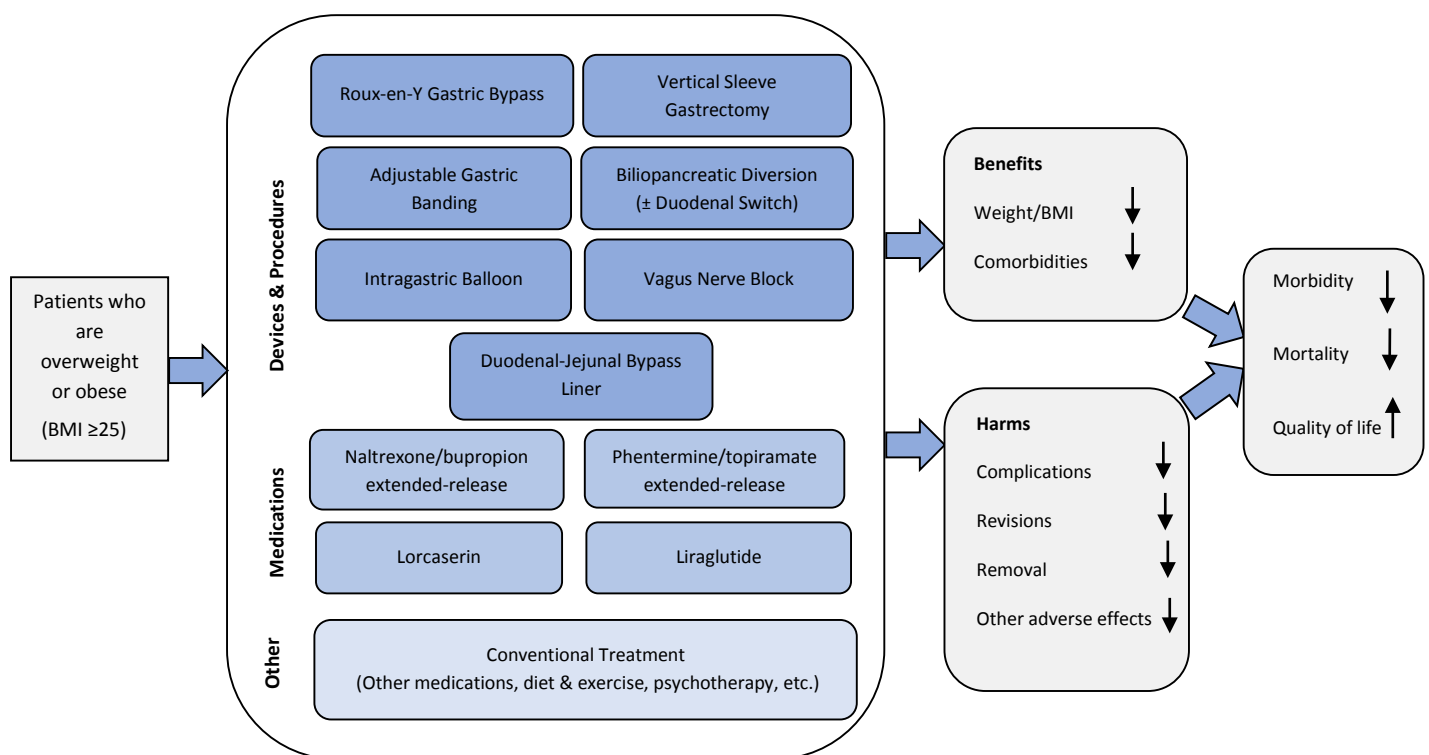 Patients who
are
overweight
or obese
(BMI ≥25)
Devices & Procedures
Roux-en-Y Gastric Bypass
Vertical Sleeve
Gastrectomy
Adjustable Gastric
Banding
Biliopancreatic Diversion
(± Duodenal Switch)
Intragastric Balloon
Vagus Nerve Block
Duodenal-Jejunal Bypass
Liner
Medications
Naltrexone/bupropion
extended-release
Phentermine/topiramate
extended-release
Lorcaserin
Liraglutide
Other
Conventional Treatment
(Other medications, diet & exercise, psychotherapy, etc.)
Benefits
Weight/BMI
Comorbidities
Harms
Complications
Revisions
Removal
Other adverse effects
Morbidity
Mortality
Quality of life